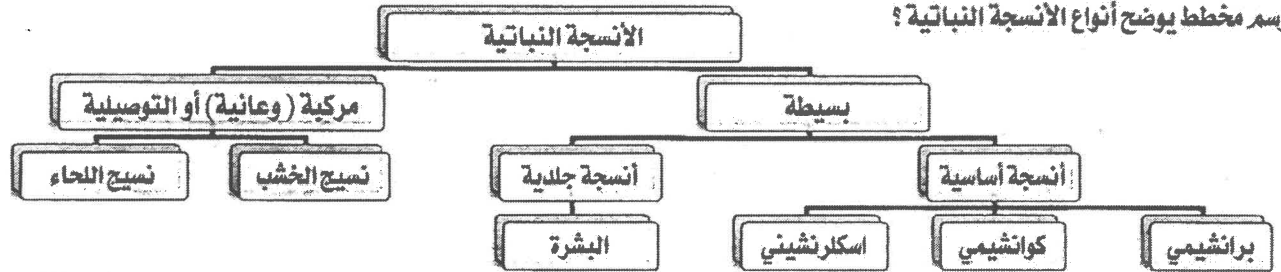 رسم مخطط يوضح أنواع الأنسجة النباتية ؟
الأنسجة النباتية
بسيطة
مركبة (وعائية) أو التوصيلية
أنسجة أساسية
أنسجة جلدية
نسيج الخشب
نسيج اللحاء
برانشيمي
كوانشيمي
اسكلرنشيني
البشرة